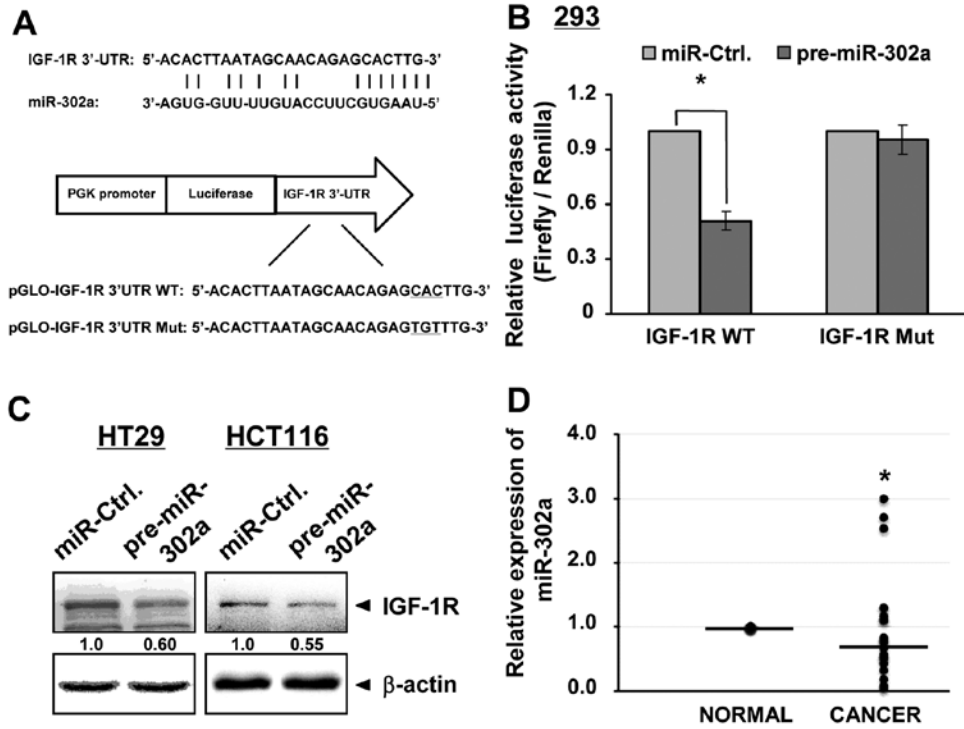 A
IGF-1R 3'-UTR: 5'-ACACTTAATAGCAACAGAGCACTTG-3'
miR-302a: 3'-AGUG-GUU-UUGUACCUUCGUGAAU-5'
PGK promoter
Luciferase
IGF-1R 3'-UTR
pGLO-IGF-1R 3'UTR WT: 5'-ACACTTAATAGCAACAGAGCACTTG-3'
pGLO-IGF-1R 3'UTR Mut: 5'-ACACTTAATAGCAACAGAGTGTTTG-3'
B
293
miR-Ctrl.
pre-miR-302a
Relative luciferase activity
(Firefly / Renilla)
1.2
0.9
0.6
0.3
0
*
IGF-1R WT
IGF-1R Mut
C
HT29
HCT116
miR-Ctrl.
pre-miR-
302a
miR-Ctrl.
pre-miR-
302a
IGF-1R
1.0 0.60 1.0 0.55
β-actin
D
Relative expression of
miR-302a
4.0
3.0
2.0
1.0
0.0
*
NORMAL
CANCER